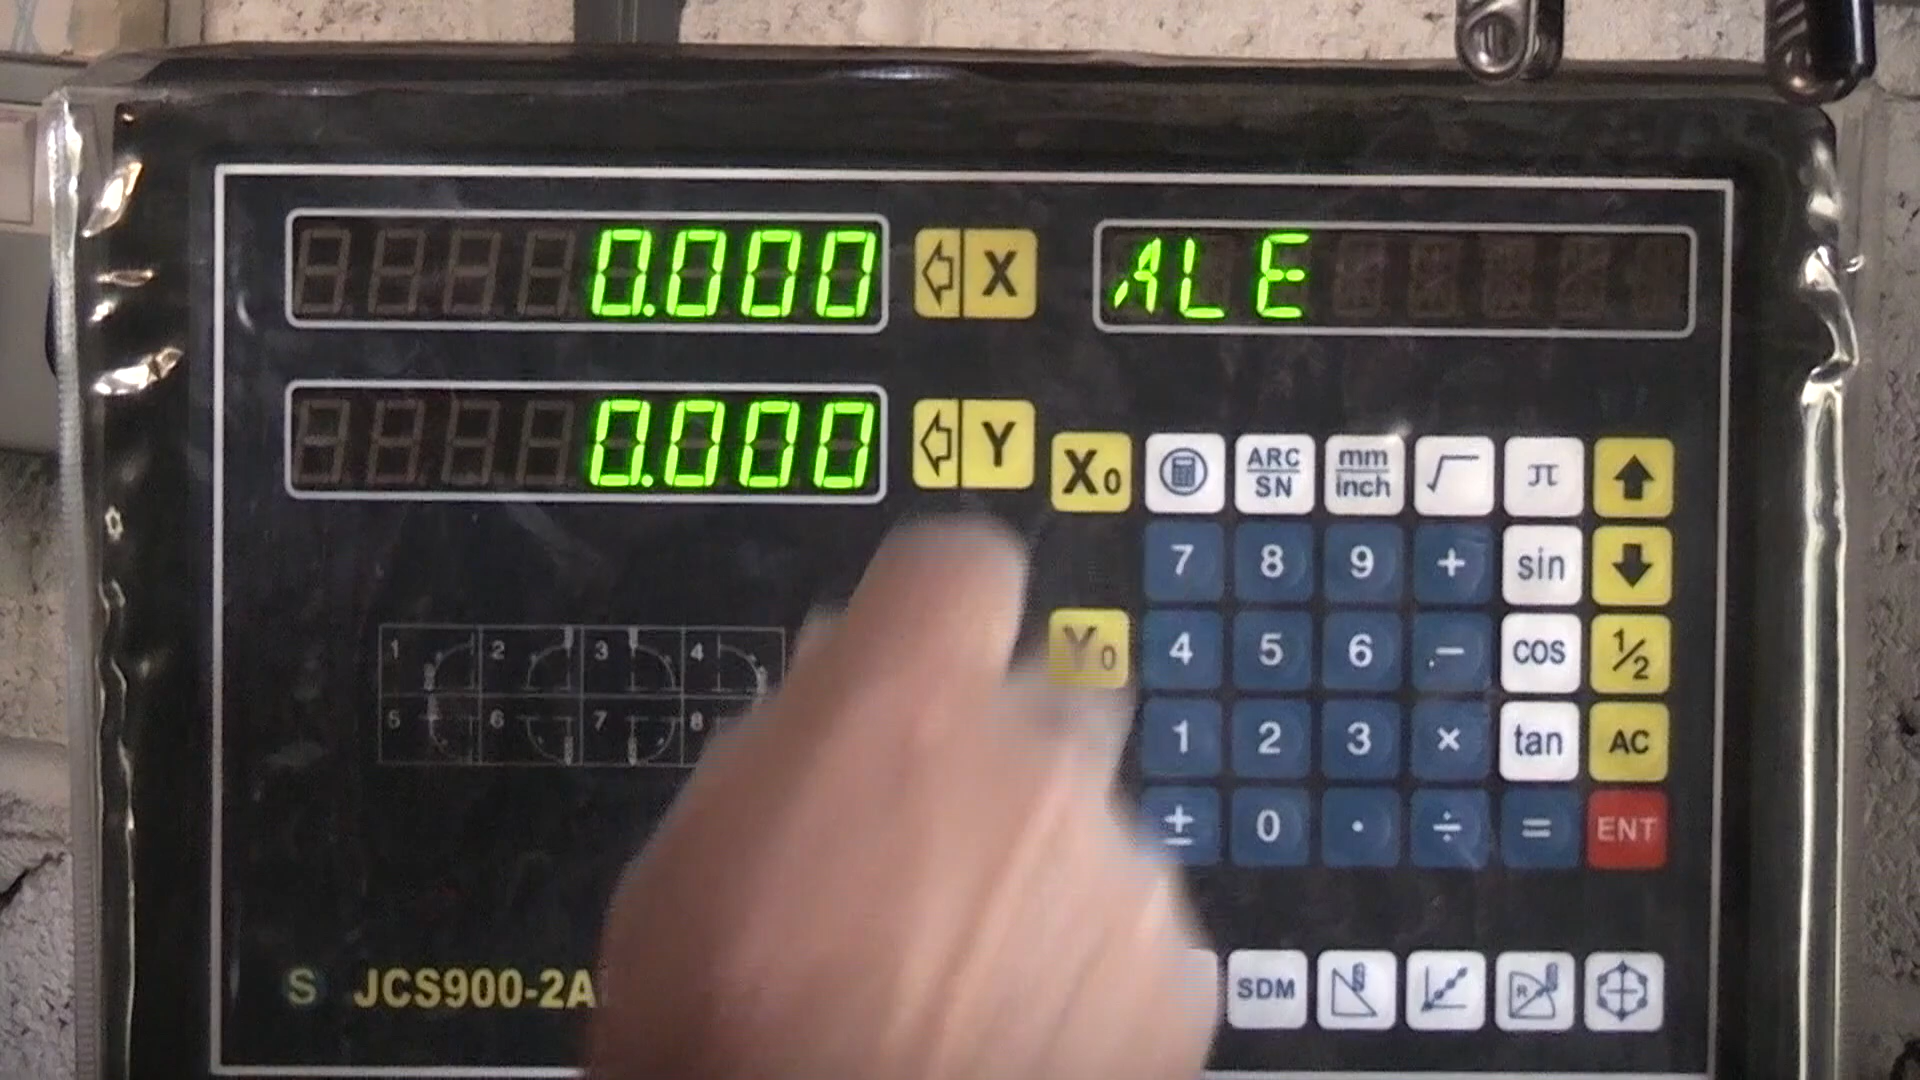 0.000
X
ALE
0.000
Y
X0
ARC
SN
mm
inch
√
π
7
8
9
+
sin
Y0
4
5
6
.−
cos
1/2
1
2
3
×
tan
AC
±
0
·
÷
=
ENT
1
2
3
4
5
6
7
8
S
JCS900-2A
SDM
R